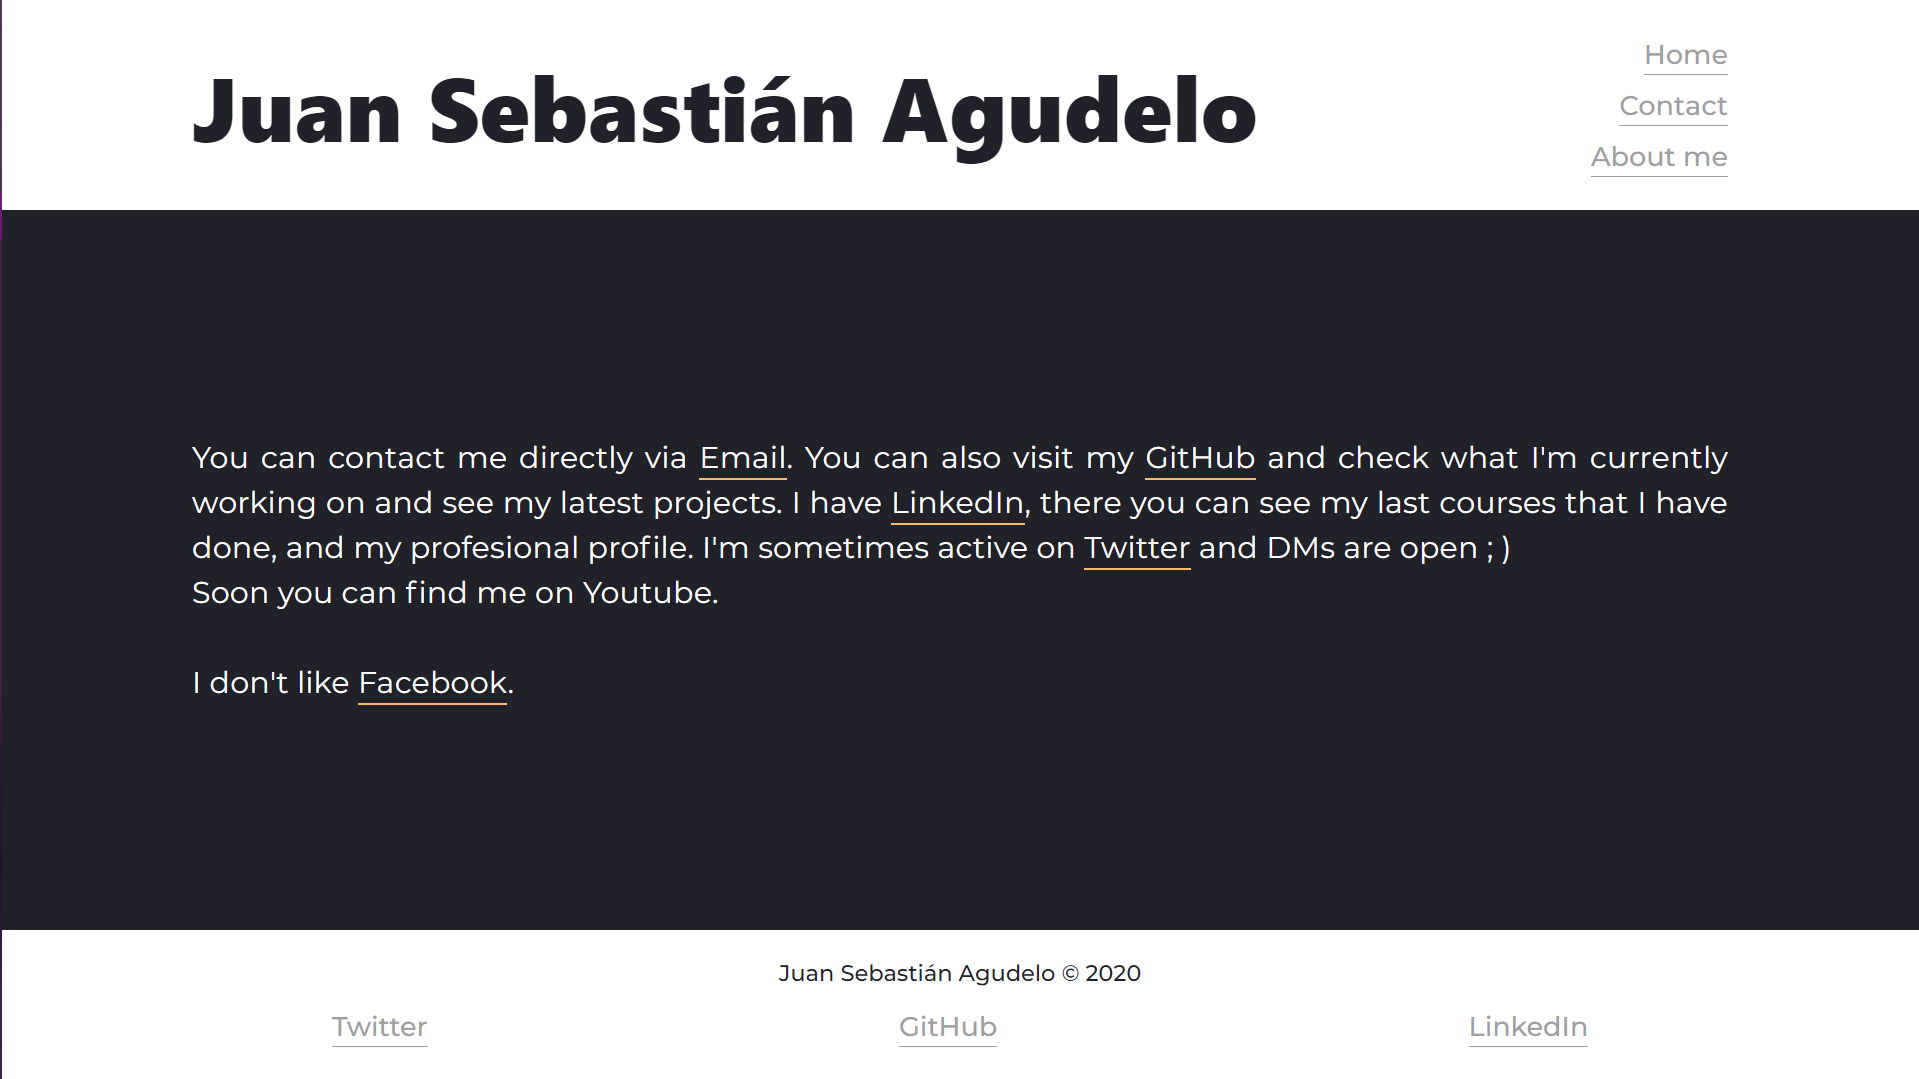 Juan Sebastián Agudelo
Home
Contact
About me
You can contact me directly via Email. You can also visit my GitHub and check what I'm currently
working on and see my latest projects. I have LinkedIn, there you can see my last courses that I have
done, and my profesional profile. I'm sometimes active on Twitter and DMs are open ; )
Soon you can find me on Youtube.
I don't like Facebook.
Juan Sebastián Agudelo © 2020
Twitter
GitHub
LinkedIn